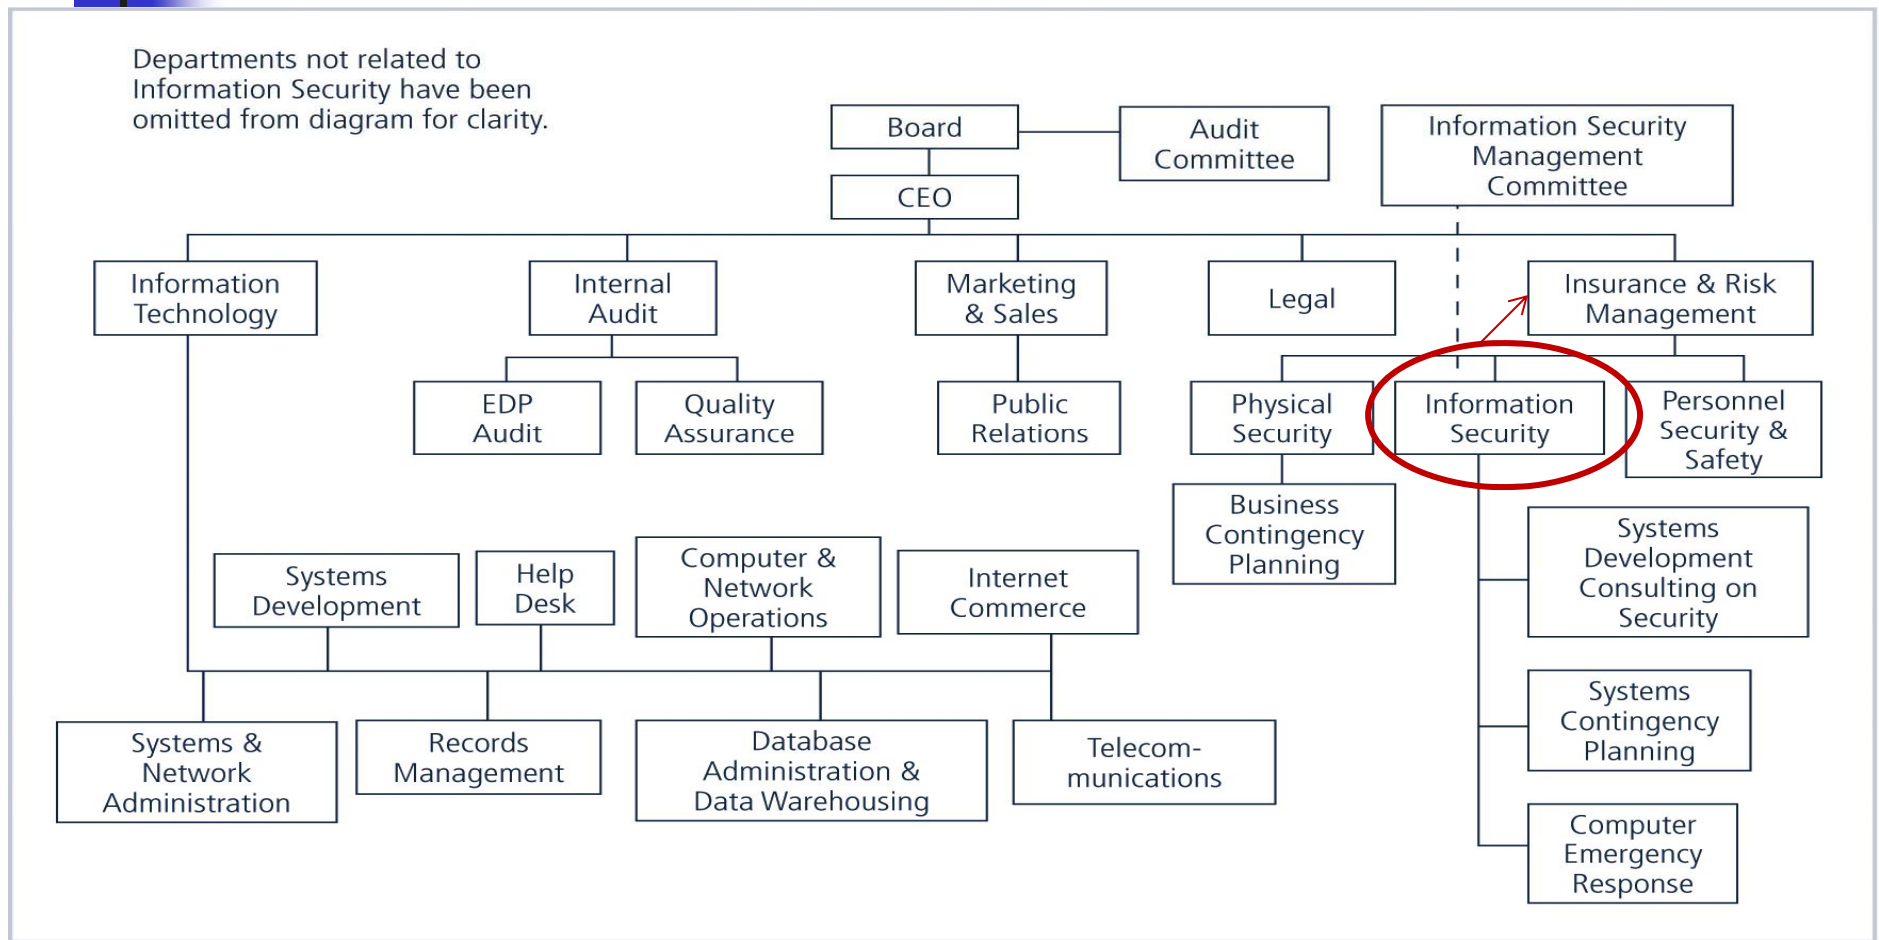 Departments not related to
Information Security have been
omitted from diagram for clarity.
Board
Audit
Committee
Information Security
Management
Committee
CEO
Information
Technology
Internal
Audit
Marketing
& Sales
Legal
Insurance & Risk
Management
EDP
Audit
Quality
Assurance
Public
Relations
Physical
Security
Information
Security
Personnel
Security &
Safety
Business
Contingency
Planning
Systems
Development
Help
Desk
Computer &
Network
Operations
Internet
Commerce
Systems
Development
Consulting on
Security
Systems &
Network
Administration
Records
Management
Database
Administration &
Data Warehousing
Telecom-
munications
Systems
Contingency
Planning
Computer
Emergency
Response